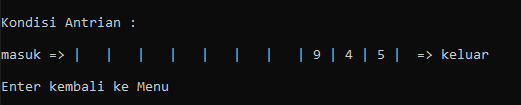 Kondisi Antrian :
masuk => |   |   |   |   |   |   |   | 9 | 4 | 5 |  => keluar
Enter kembali ke Menu